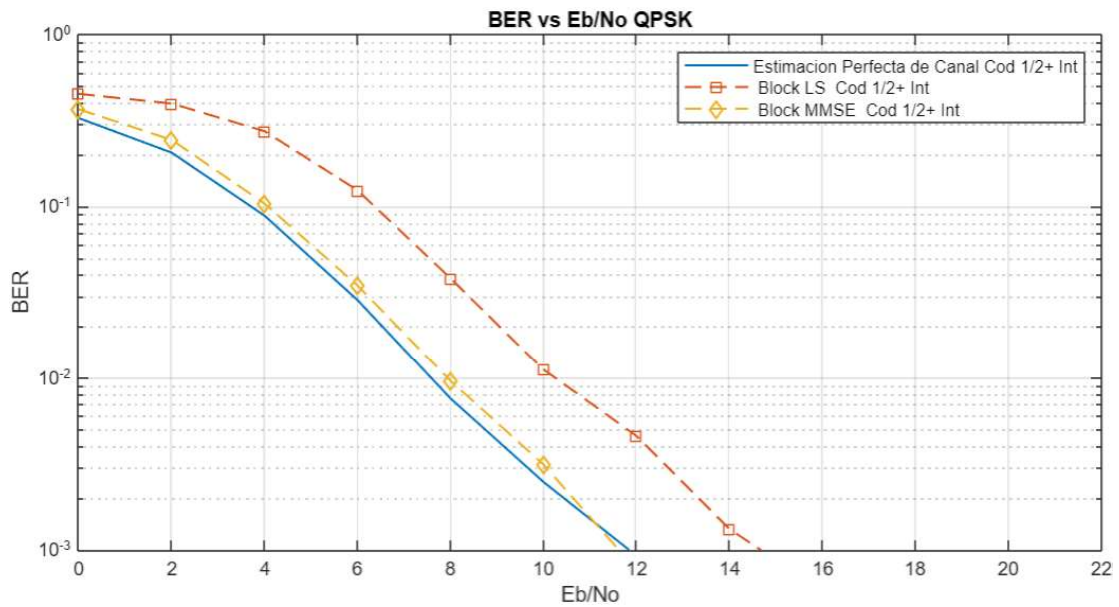 BER vs Eb/No QPSK
Estimacion Perfecta de Canal Cod 1/2+ Int
Block LS Cod 1/2+ Int
Block MMSE Cod 1/2+ Int
BER
10^0
10^-1
10^-2
10^-3
0 2 4 6 8 10 12 14 16 18 20 22
Eb/No